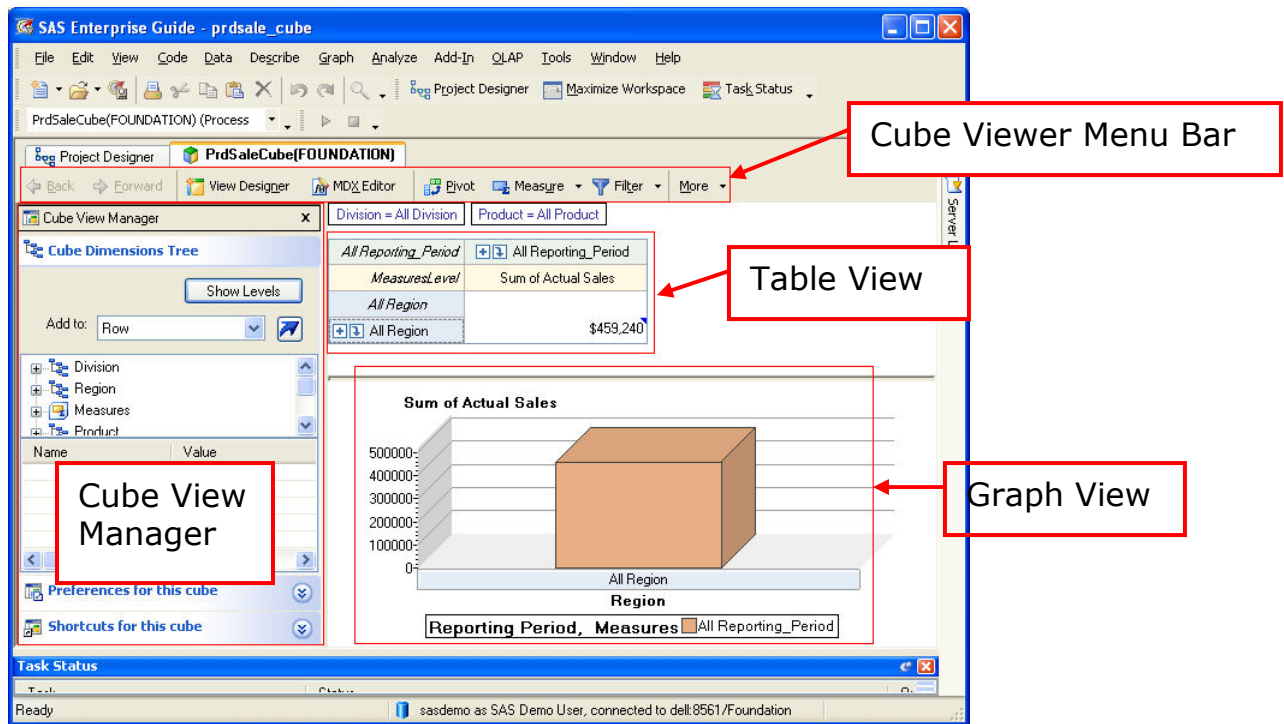 SAS Enterprise Guide - prdsale_cube
File Edit View Code Data Describe Graph Analyze Add-In OLAP Tools Window Help
Project Designer Maximize Workspace Task Status
PrdSaleCube(FOUNDATION) (Process
Cube Viewer Menu Bar
Project Designer PrdSaleCube(FOUNDATION)
Back Forward View Designer MDX Editor Pivot Measure Filter More
Server L
Cube View Manager x
Division = All Division Product = All Product
Cube Dimensions Tree
All Reporting_Period All Reporting_Period
MeasuresLevel Sum of Actual Sales
Table View
Show Levels
All Region
Add to: Row
All Region $459,240
Division
Region
Measures
Product
Sum of Actual Sales
Name Value
500000
400000
300000
200000
100000
0
Cube View
Manager
Graph View
All Region
Region
Preferences for this cube
Reporting Period, Measures All Reporting_Period
Shortcuts for this cube
Task Status
Task Status
Ready sasdemo as SAS Demo User, connected to dell:8561/Foundation